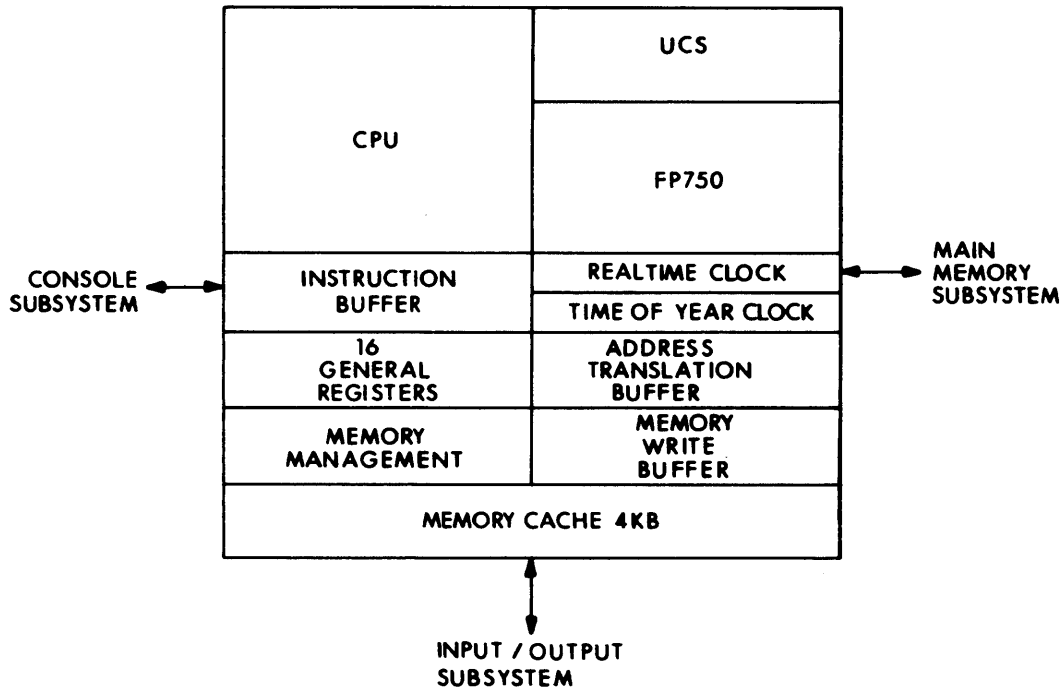 UCS
CPU
FP750
CONSOLE
SUBSYSTEM
INSTRUCTION
BUFFER
REALTIME CLOCK
TIME OF YEAR CLOCK
MAIN
MEMORY
SUBSYSTEM
16
GENERAL
REGISTERS
ADDRESS
TRANSLATION
BUFFER
MEMORY
MANAGEMENT
MEMORY
WRITE
BUFFER
MEMORY CACHE 4KB
INPUT / OUTPUT
SUBSYSTEM